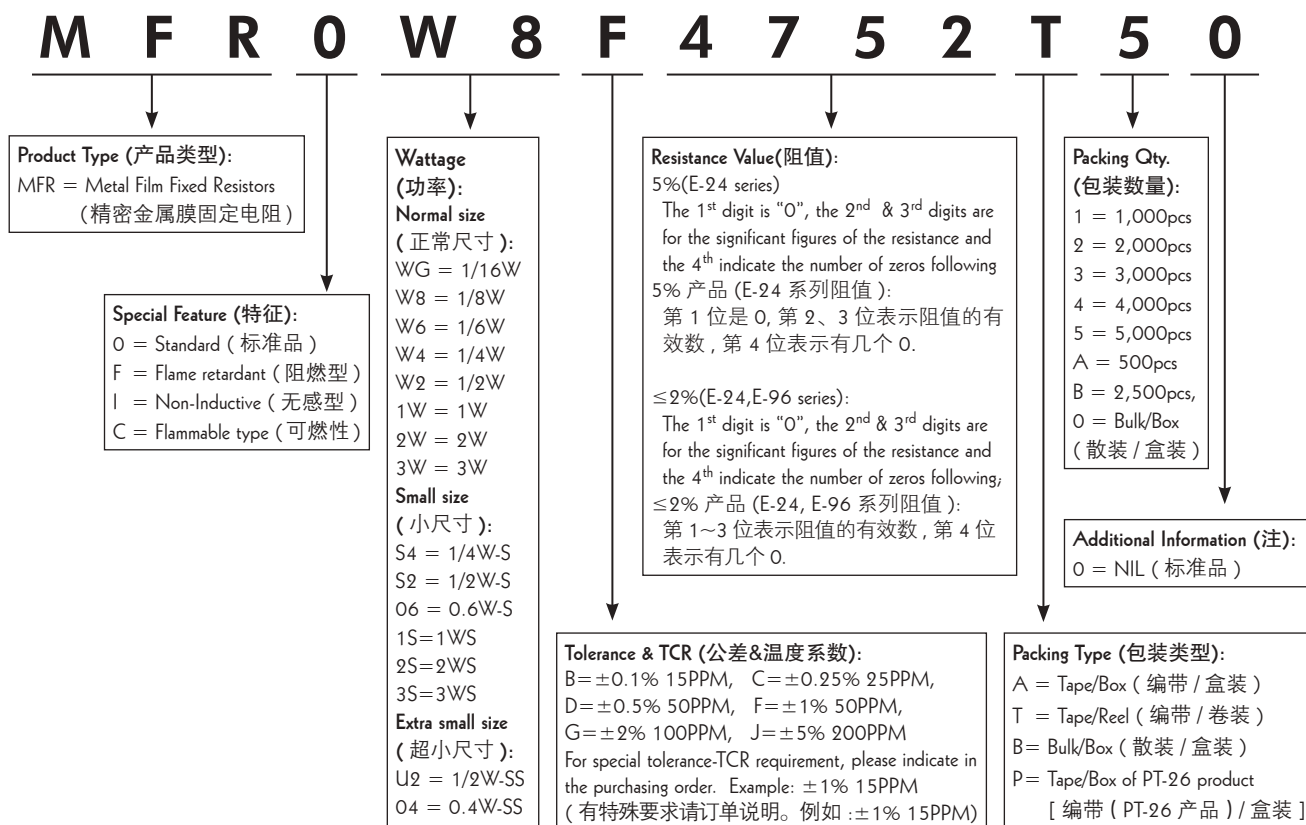 M F R 0 W 8 F 4 7 5 2 T 5 0
Product Type (产品类型):
MFR = Metal Film Fixed Resistors
(精密金属膜固定电阻)
Special Feature (特征):
0 = Standard ( 标准品 )
F = Flame retardant ( 阻燃型 )
I = Non-Inductive ( 无感型 )
C = Flammable type ( 可燃性 )
Wattage
(功率):
Normal size
( 正常尺寸 ):
WG = 1/16W
W8 = 1/8W
W6 = 1/6W
W4 = 1/4W
W2 = 1/2W
1W = 1W
2W = 2W
3W = 3W
Small size
( 小尺寸 ):
S4 = 1/4W-S
S2 = 1/2W-S
06 = 0.6W-S
1S=1WS
2S=2WS
3S=3WS
Extra small size
( 超小尺寸 ):
U2 = 1/2W-SS
04 = 0.4W-SS
Tolerance & TCR (公差&温度系数):
B=±0.1% 15PPM, C=±0.25% 25PPM,
D=±0.5% 50PPM, F=±1% 50PPM,
G=±2% 100PPM, J=±5% 200PPM
For special tolerance-TCR requirement, please indicate in
the purchasing order. Example: ±1% 15PPM
( 有特殊要求请订单说明。例如 :±1% 15PPM)
Resistance Value(阻值):
5%(E-24 series)
The 1st digit is “0”, the 2nd & 3rd digits are
for the significant figures of the resistance and
the 4th indicate the number of zeros following
5% 产品 (E-24 系列阻值 ):
第 1 位是 0, 第 2、3 位表示阻值的有
效数 , 第 4 位表示有几个 0.
≤2%(E-24,E-96 series):
The 1st digit is “0”, the 2nd & 3rd digits are
for the significant figures of the resistance and
the 4th indicate the number of zeros following;
≤2% 产品 (E-24, E-96 系列阻值 ):
第 1~3 位表示阻值的有效数 , 第 4 位
表示有几个 0.
Packing Type (包装类型):
A = Tape/Box ( 编带 / 盒装 )
T = Tape/Reel ( 编带 / 卷装 )
B= Bulk/Box ( 散装 / 盒装 )
P= Tape/Box of PT-26 product
[ 编带 ( PT-26 产品 ) / 盒装 ]
Packing Qty.
(包装数量):
1 = 1,000pcs
2 = 2,000pcs
3 = 3,000pcs
4 = 4,000pcs
5 = 5,000pcs
A = 500pcs
B = 2,500pcs,
0 = Bulk/Box
( 散装 / 盒装 )
Additional Information (注):
0 = NIL ( 标准品 )